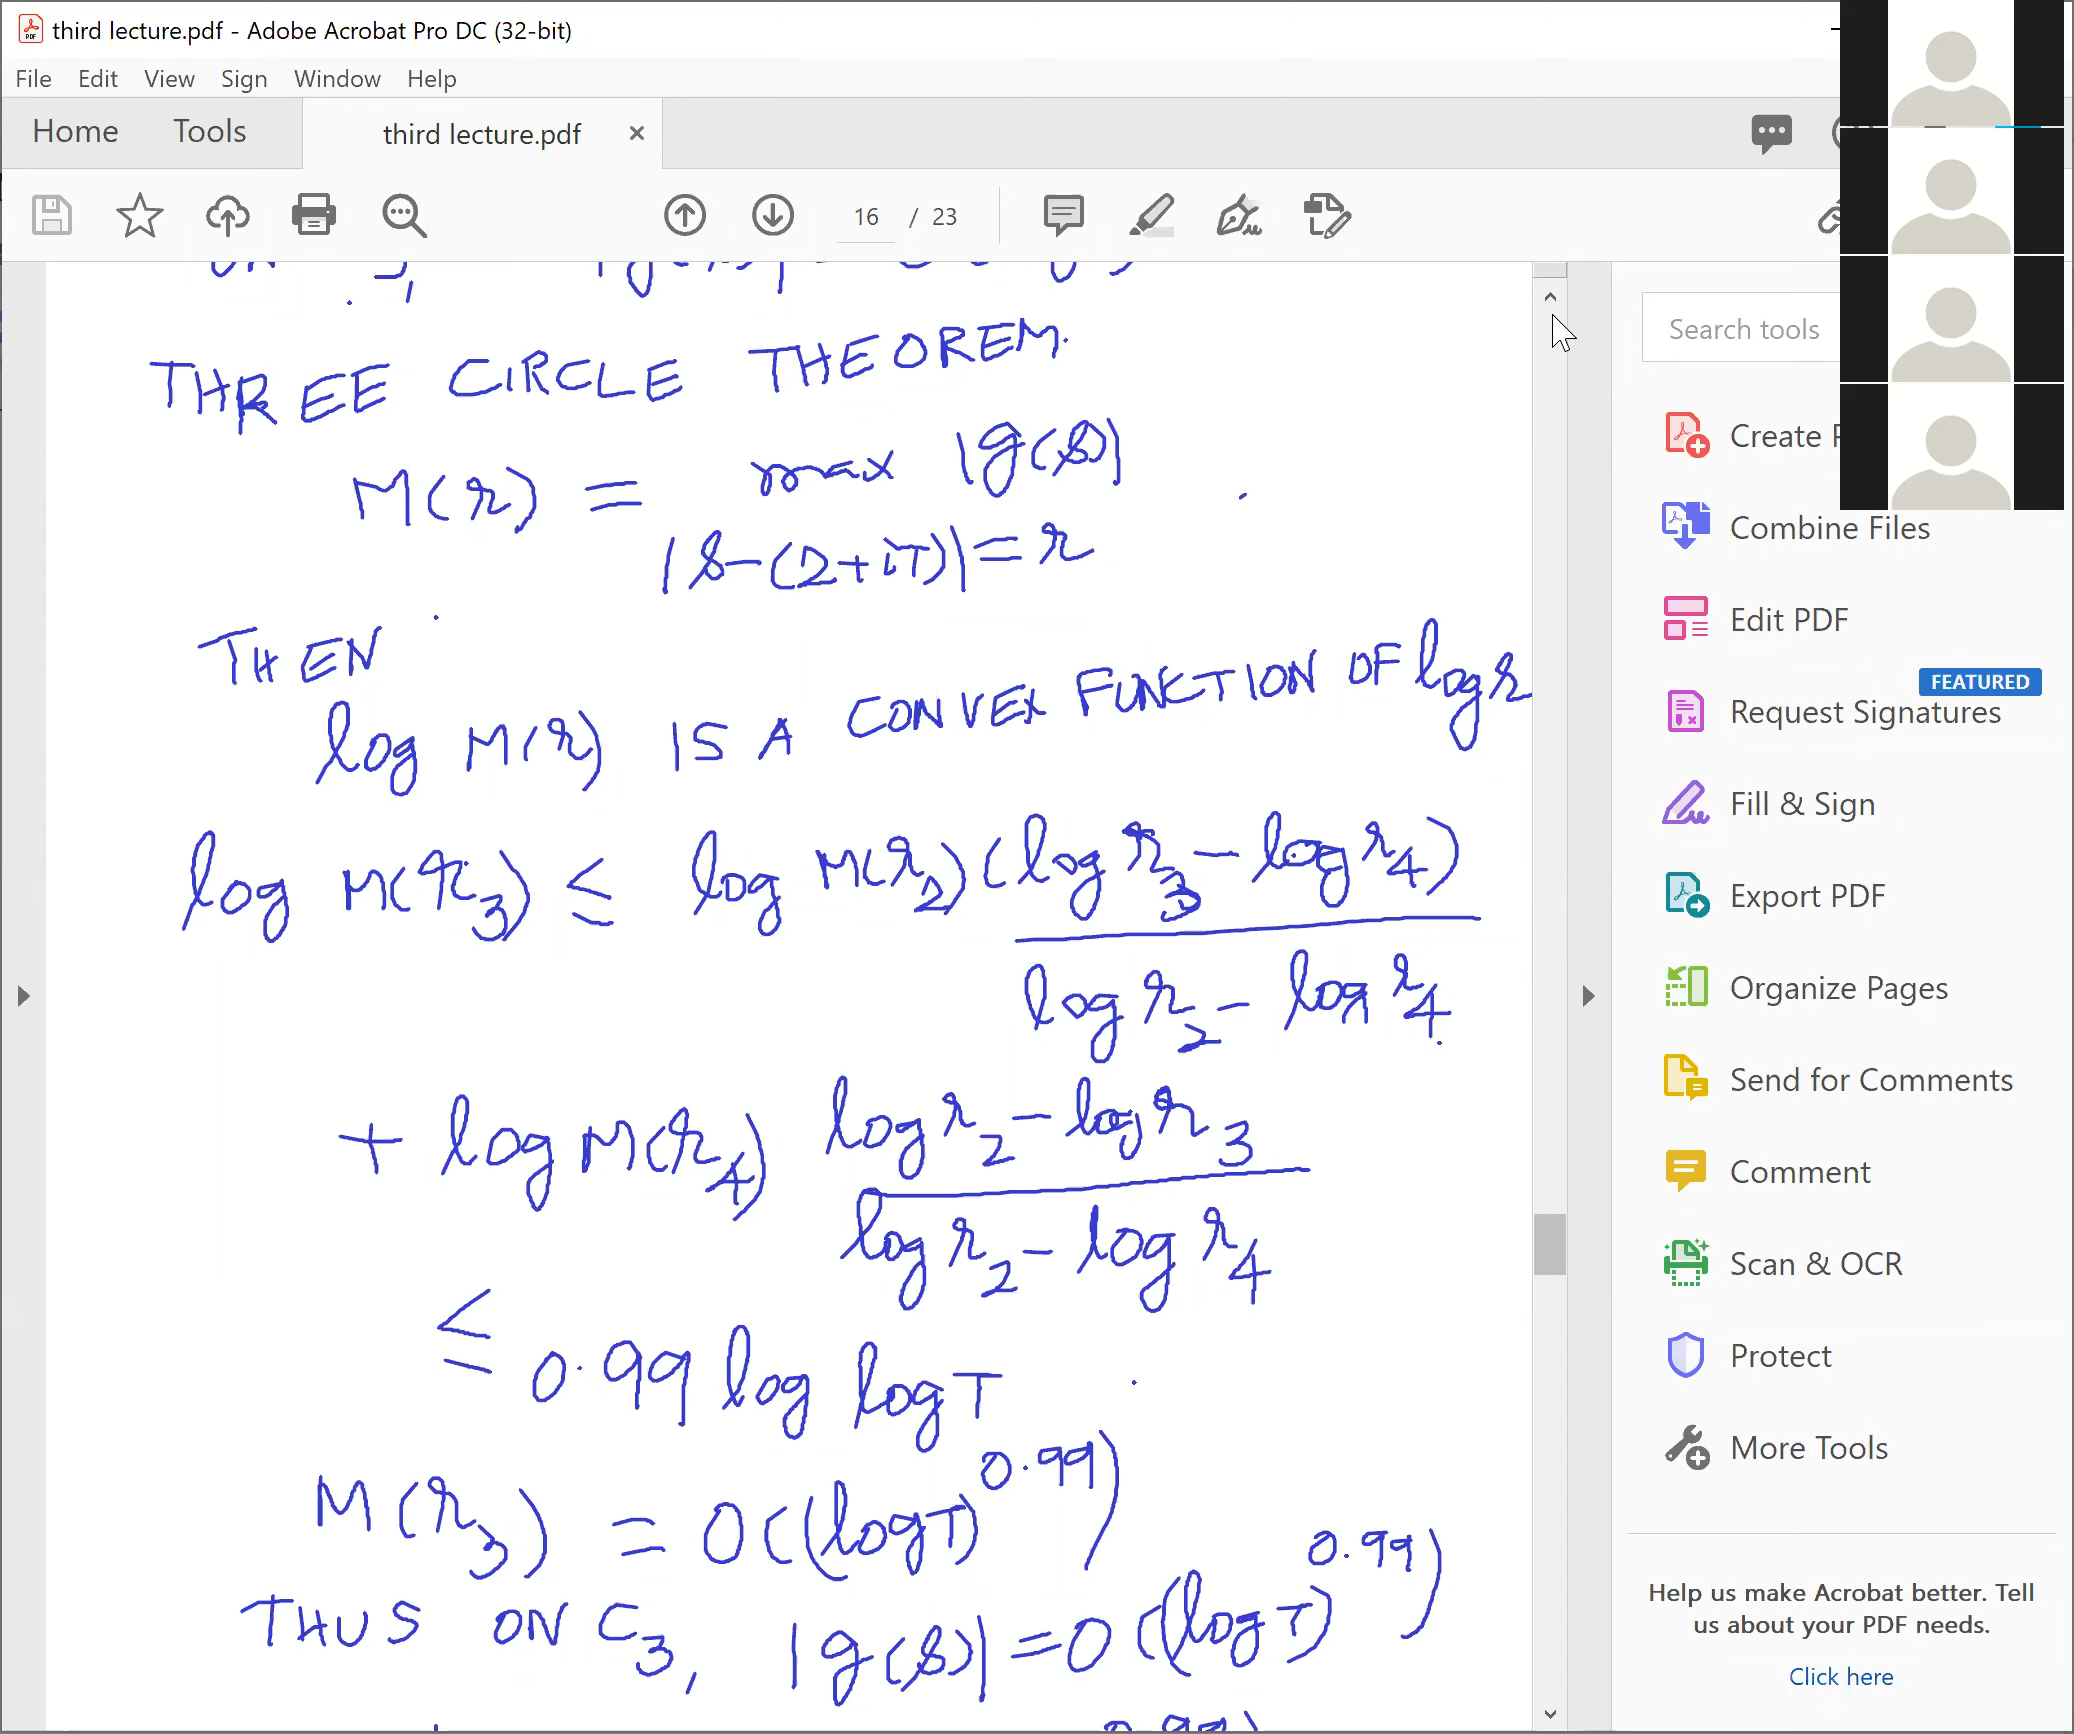 third lecture.pdf - Adobe Acrobat Pro DC (32-bit)
File Edit View Sign Window Help
Home Tools third lecture.pdf ×
16 / 23
THREE CIRCLE THEOREM.
M(r) = max |g(s)|
|s-(2+iT)|=r
THEN
log M(r) IS A CONVEX FUNCTION OF log r
log M(r₃) ≤ log M(r₂) (log r₃ - log r₄)
log r₂ - log r₄
+ log M(r₄) log r₂ - log r₃
log r₂ - log r₄
≤ 0.99 log log T
M(r₃) = O((log T)^0.99)
THUS ON C₃, |g(s)| = O((log T)^0.99)
Search tools
Create
Combine Files
Edit PDF
FEATURED
Request Signatures
Fill & Sign
Export PDF
Organize Pages
Send for Comments
Comment
Scan & OCR
Protect
More Tools
Help us make Acrobat better. Tell
us about your PDF needs.
Click here